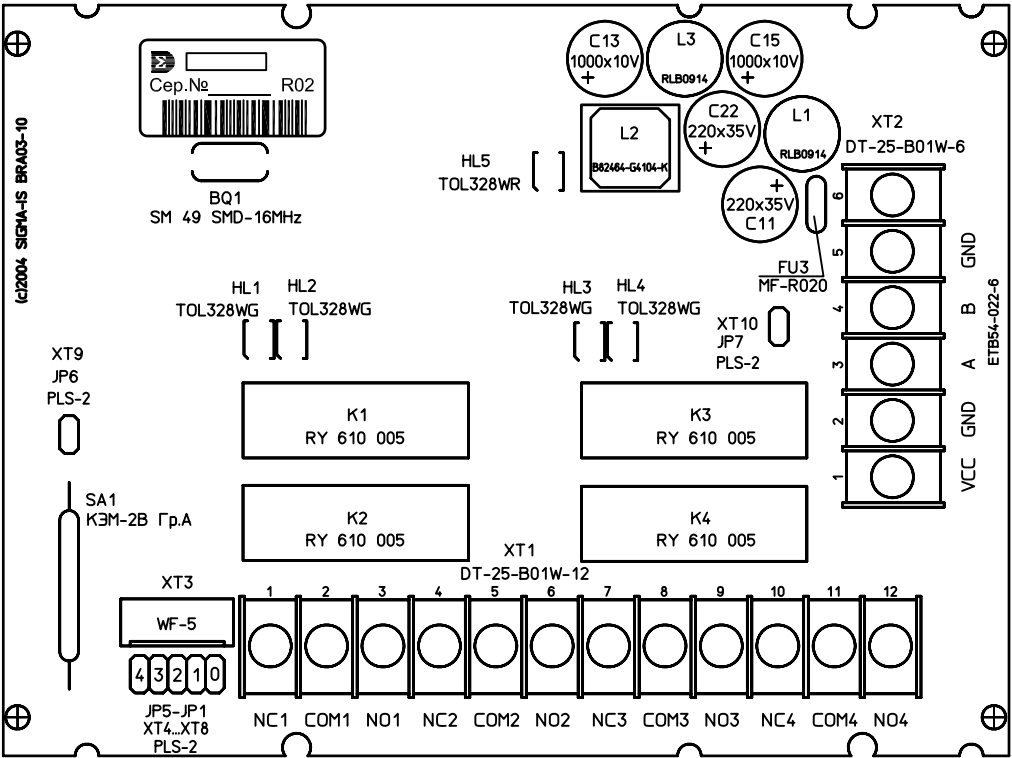 Сер.№ R02
(c)2004 SIGMA-IS BRA03-10
BQ1
SM 49 SMD-16MHz
C13
1000x10V
+
L3
RLB0914
C15
1000x10V
+
C22
220x35V
+
L1
RLB0914
L2
B82464-G4104-K
HL5
TOL328WR
+
220x35V
C11
FU3
MF-R020
XT2
DT-25-B01W-6
6
5
4
3
2
1
GND
B
A
GND
VCC
ETB54-022-6
HL1
TOL328WG
HL2
TOL328WG
HL3
TOL328WG
HL4
TOL328WG
XT10
JP7
PLS-2
XT9
JP6
PLS-2
K1
RY 610 005
K3
RY 610 005
K2
RY 610 005
K4
RY 610 005
SA1
КЭМ-2В Гр.А
XT1
DT-25-B01W-12
1 2 3 4 5 6 7 8 9 10 11 12
XT3
WF-5
4 3 2 1 0
JP5-JP1
XT4...XT8
PLS-2
NC1 COM1 NO1 NC2 COM2 NO2 NC3 COM3 NO3 NC4 COM4 NO4